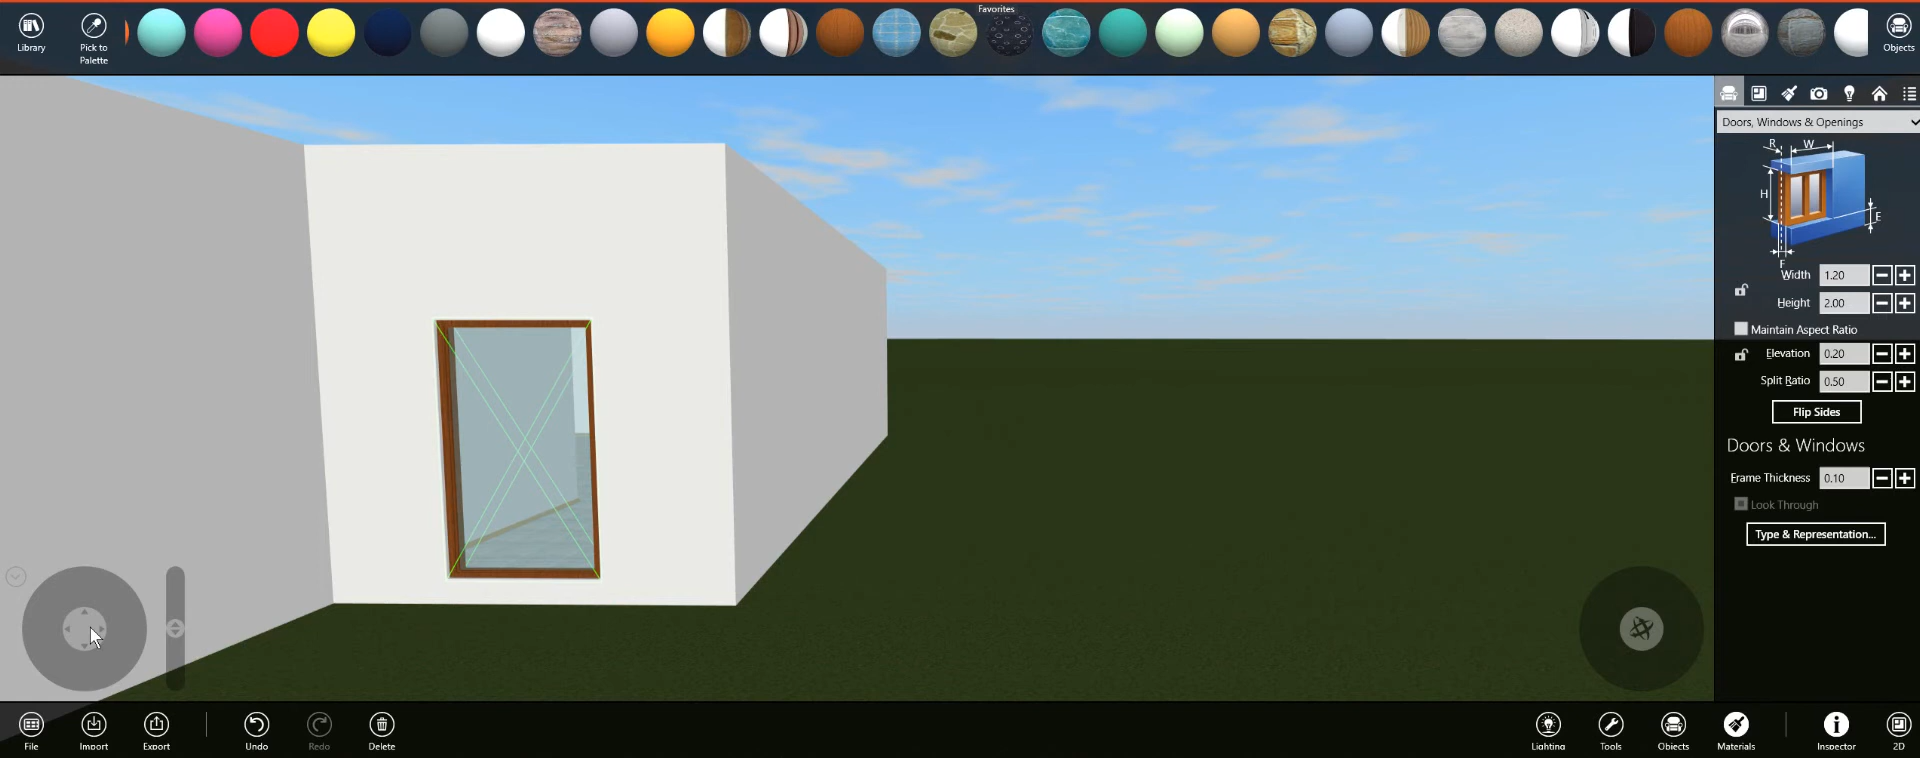 Favorites
Library
Pick to
Palette
Objects
Doors, Windows & Openings
R
W
H
E
F
Width 1.20
Height 2.00
Maintain Aspect Ratio
Elevation 0.20
Split Ratio 0.50
Flip Sides
Doors & Windows
Frame Thickness 0.10
Look Through
Type & Representation...
File
Import
Export
Undo
Redo
Delete
Lighting
Tools
Objects
Materials
Inspector
2D